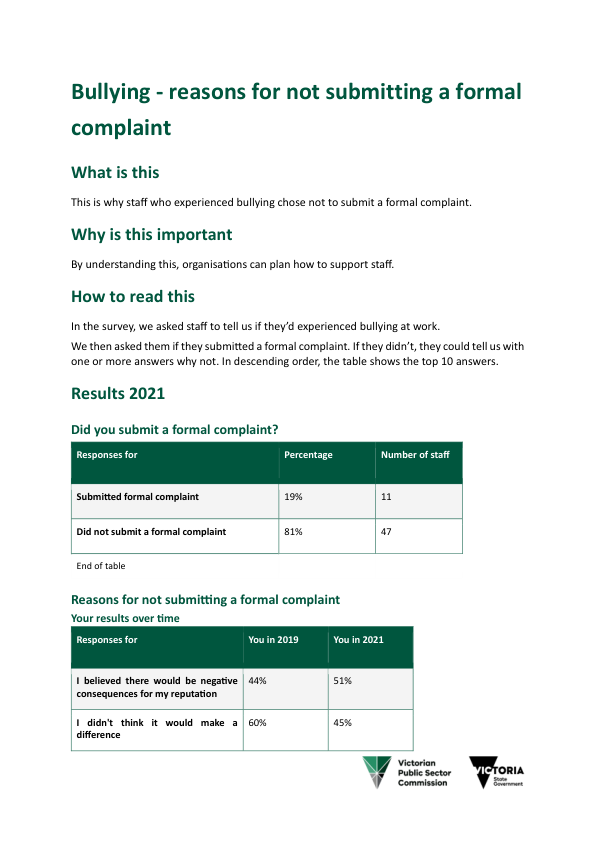 Bullying - reasons for not submitting a formal
complaint
What is this
This is why staff who experienced bullying chose not to submit a formal complaint.
Why is this important
By understanding this, organisations can plan how to support staff.
How to read this
In the survey, we asked staff to tell us if they’d experienced bullying at work.
We then asked them if they submitted a formal complaint. If they didn’t, they could tell us with
one or more answers why not. In descending order, the table shows the top 10 answers.
Results 2021
Did you submit a formal complaint?
Responses for Percentage Number of staff
Submitted formal complaint 19% 11
Did not submit a formal complaint 81% 47
End of table
Reasons for not submitting a formal complaint
Your results over time
Responses for You in 2019 You in 2021
I believed there would be negative 44% 51%
consequences for my reputation
I didn't think it would make a 60% 45%
difference
Victorian
Public Sector
Commission
VICTORIA
State
Government